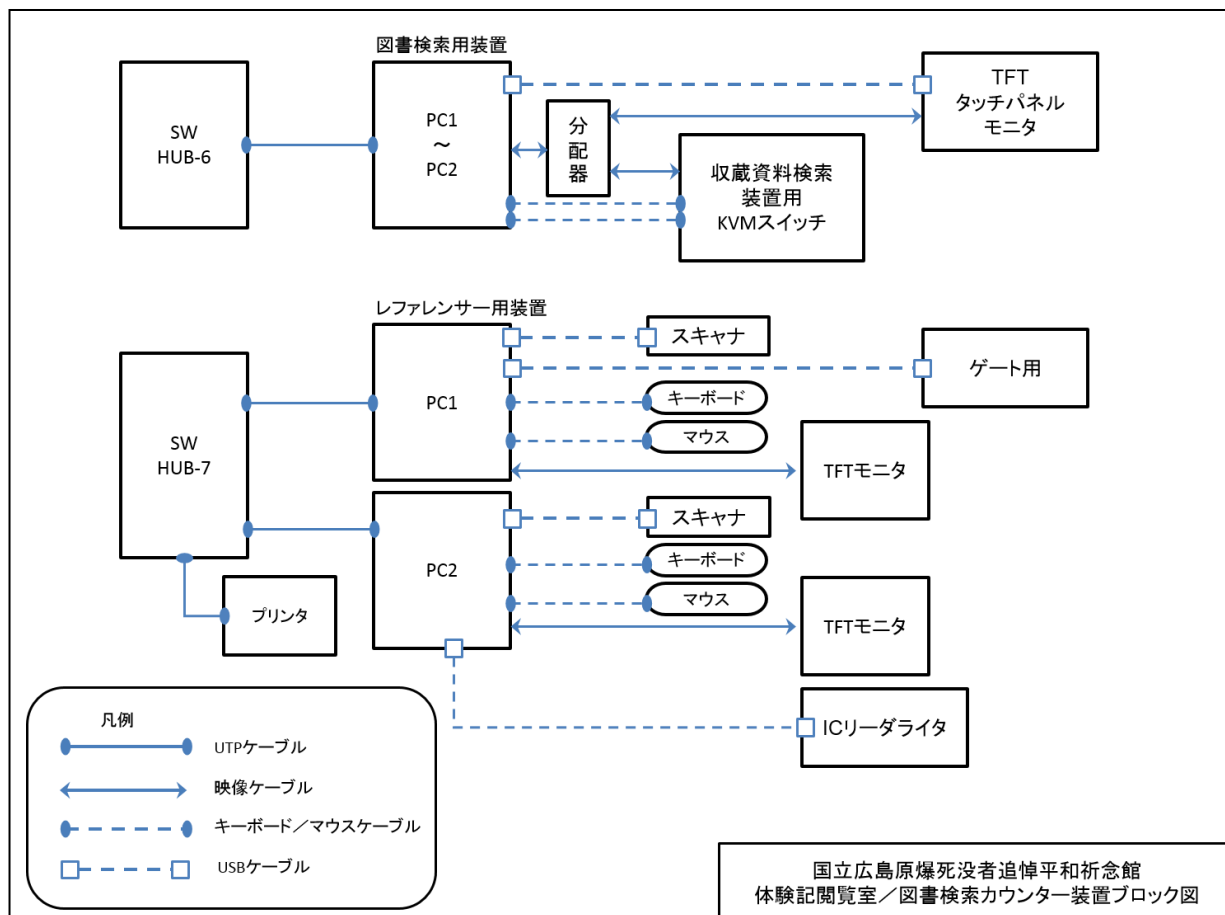 図書検索用装置
SW
HUB-6
PC1
～
PC2
分
配
器
TFT
タッチパネル
モニタ
収蔵資料検索
装置用
KVMスイッチ
レファレンサー用装置
SW
HUB-7
PC1
スキャナ
ゲート用
キーボード
マウス
TFTモニタ
PC2
スキャナ
キーボード
マウス
TFTモニタ
プリンタ
ICリーダライタ
凡例
UTPケーブル
映像ケーブル
キーボード／マウスケーブル
USBケーブル
国立広島原爆死没者追悼平和祈念館
体験記閲覧室／図書検索カウンター装置ブロック図